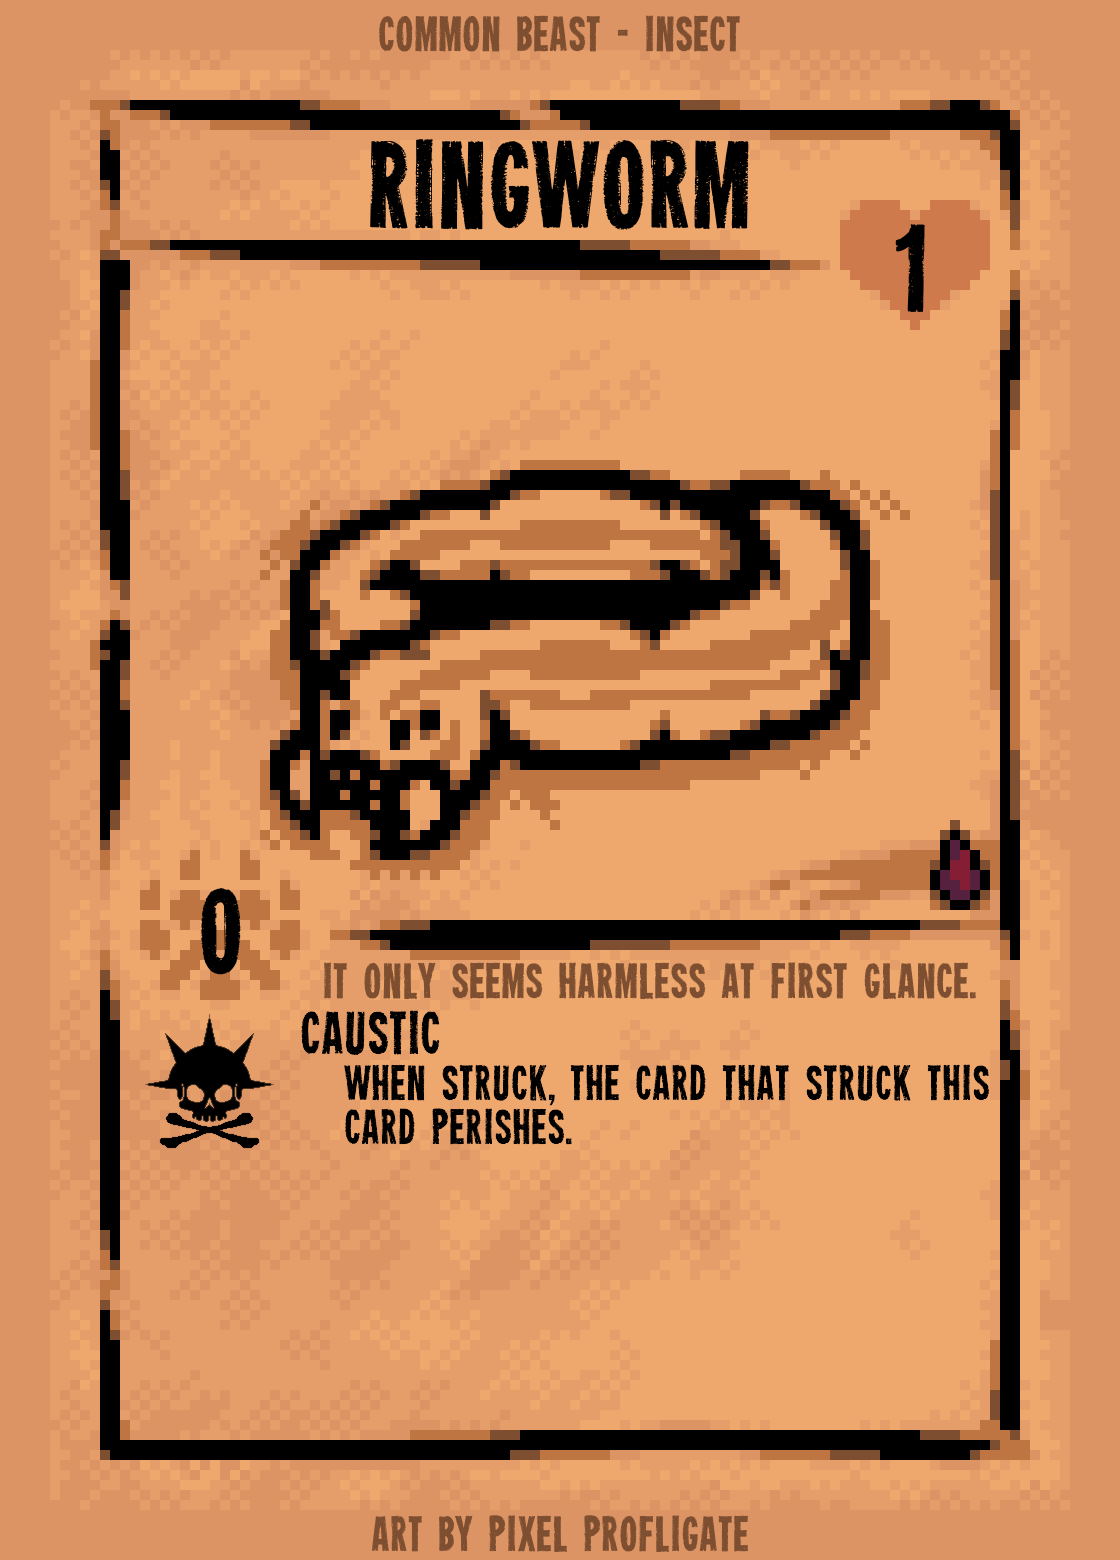 COMMON BEAST - INSECT
RINGWORM
1
0
IT ONLY SEEMS HARMLESS AT FIRST GLANCE.
CAUSTIC
WHEN STRUCK, THE CARD THAT STRUCK THIS
CARD PERISHES.
ART BY PIXEL PROFLIGATE